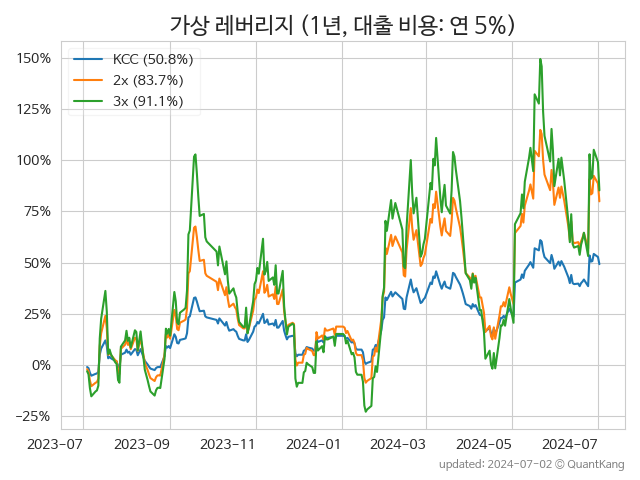 가상 레버리지 (1년, 대출 비용: 연 5%)
KCC (50.8%)
2x (83.7%)
3x (91.1%)
150%
125%
100%
75%
50%
25%
0%
−25%
2023-07 2023-09 2023-11 2024-01 2024-03 2024-05 2024-07
updated: 2024-07-02 © QuantKang